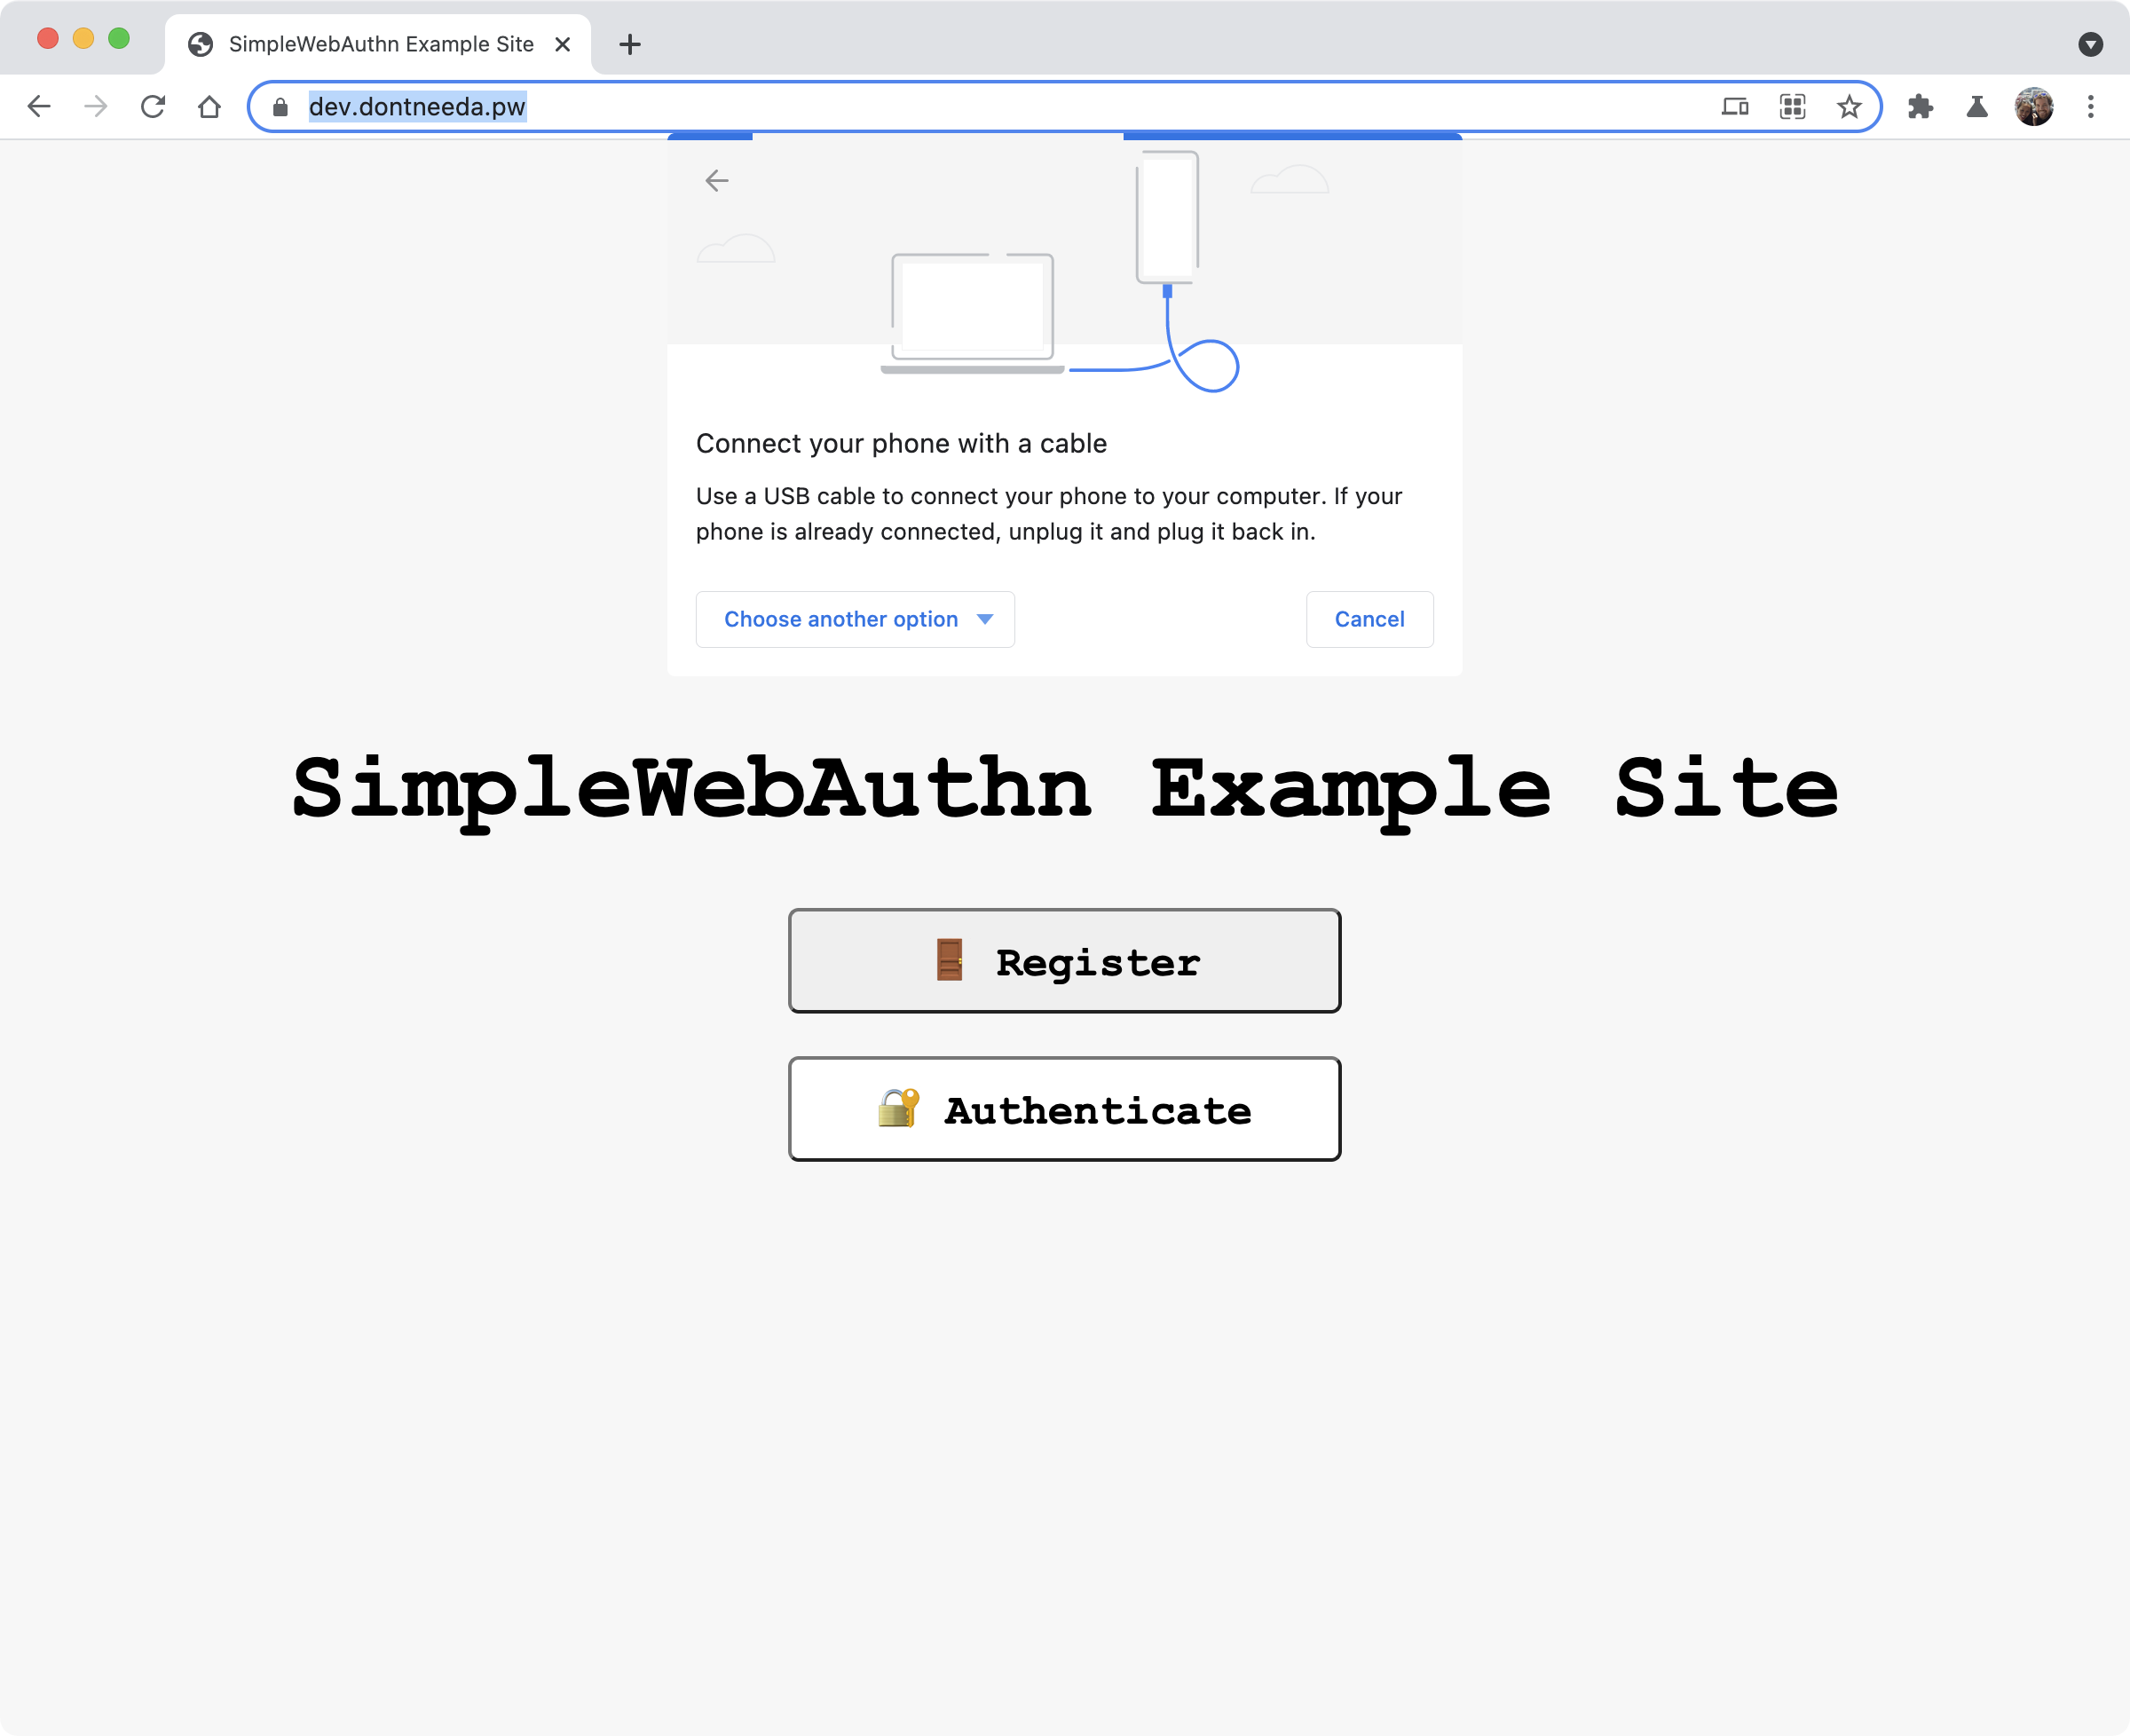 SimpleWebAuthn Example Site
dev.dontneeda.pw
Connect your phone with a cable
Use a USB cable to connect your phone to your computer. If your
phone is already connected, unplug it and plug it back in.
Choose another option
Cancel
SimpleWebAuthn Example Site
Register
Authenticate